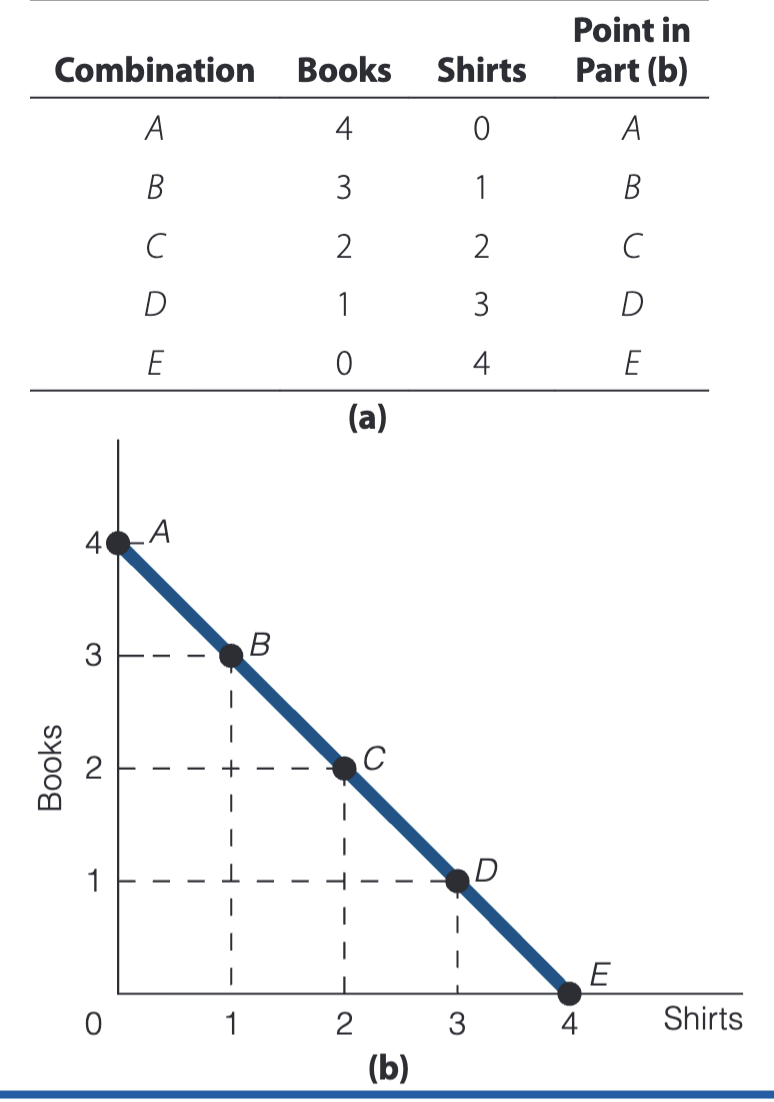 Point in
Combination Books Shirts Part (b)
A 4 0 A
B 3 1 B
C 2 2 C
D 1 3 D
E 0 4 E
(a)
4 A
3 B
2 C
Books
1 D
E
0 1 2 3 4 Shirts
(b)